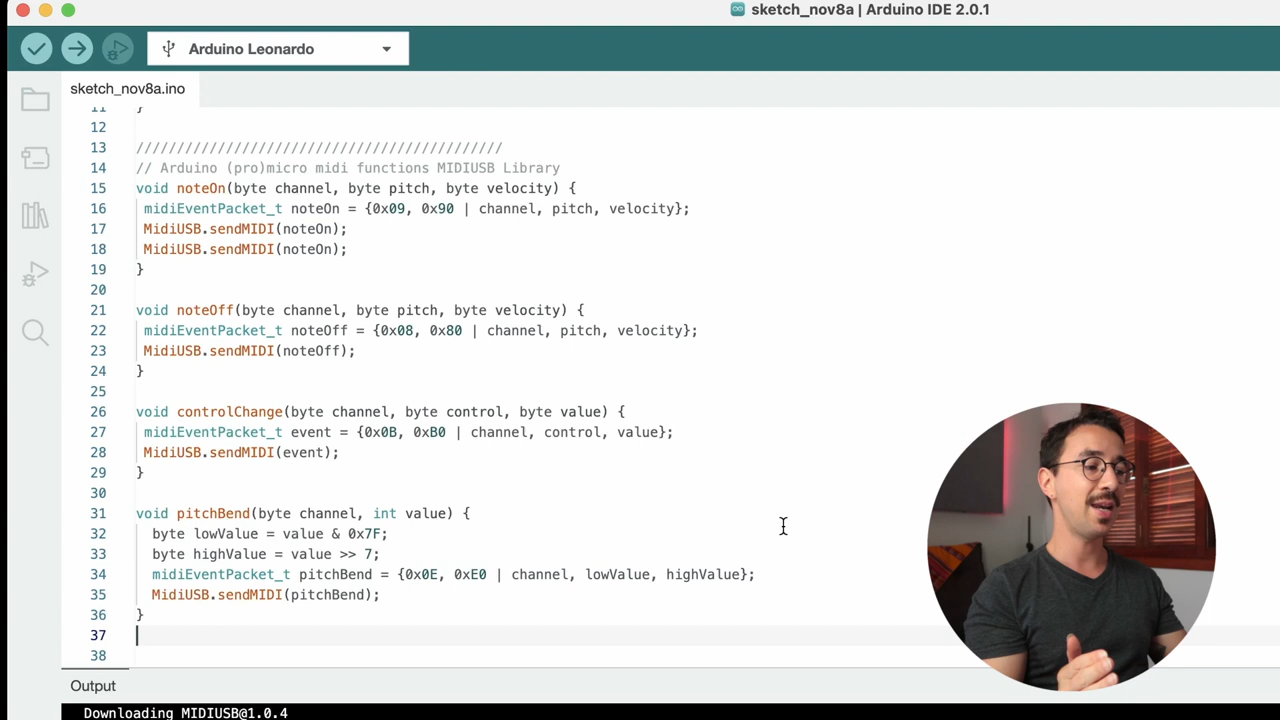 sketch_nov8a | Arduino IDE 2.0.1
Arduino Leonardo
sketch_nov8a.ino
11 }
12
13 /////////////////////////////////////////////
14 // Arduino (pro)micro midi functions MIDIUSB Library
15 void noteOn(byte channel, byte pitch, byte velocity) {
16 midiEventPacket_t noteOn = {0x09, 0x90 | channel, pitch, velocity};
17 MidiUSB.sendMIDI(noteOn);
18 MidiUSB.sendMIDI(noteOn);
19 }
20
21 void noteOff(byte channel, byte pitch, byte velocity) {
22 midiEventPacket_t noteOff = {0x08, 0x80 | channel, pitch, velocity};
23 MidiUSB.sendMIDI(noteOff);
24 }
25
26 void controlChange(byte channel, byte control, byte value) {
27 midiEventPacket_t event = {0x0B, 0xB0 | channel, control, value};
28 MidiUSB.sendMIDI(event);
29 }
30
31 void pitchBend(byte channel, int value) {
32 byte lowValue = value & 0x7F;
33 byte highValue = value >> 7;
34 midiEventPacket_t pitchBend = {0x0E, 0xE0 | channel, lowValue, highValue};
35 MidiUSB.sendMIDI(pitchBend);
36 }
37
38
Output
Downloading MIDIUSB@1.0.4